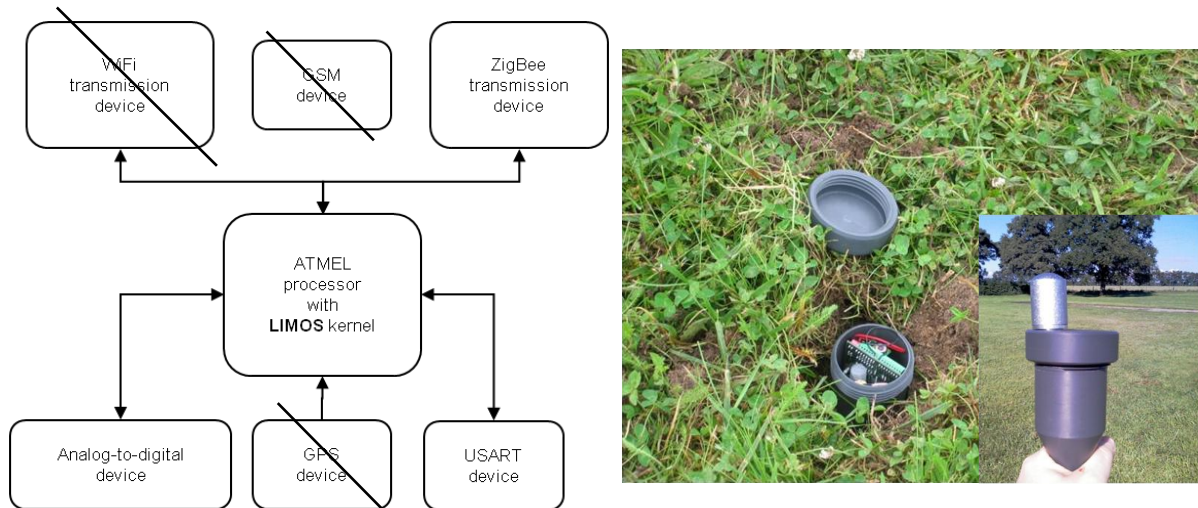 WiFi
transmission
device
GSM
device
ZigBee
transmission
device
ATMEL
processor
with
LIMOS kernel
Analog-to-digital
device
GPS
device
USART
device